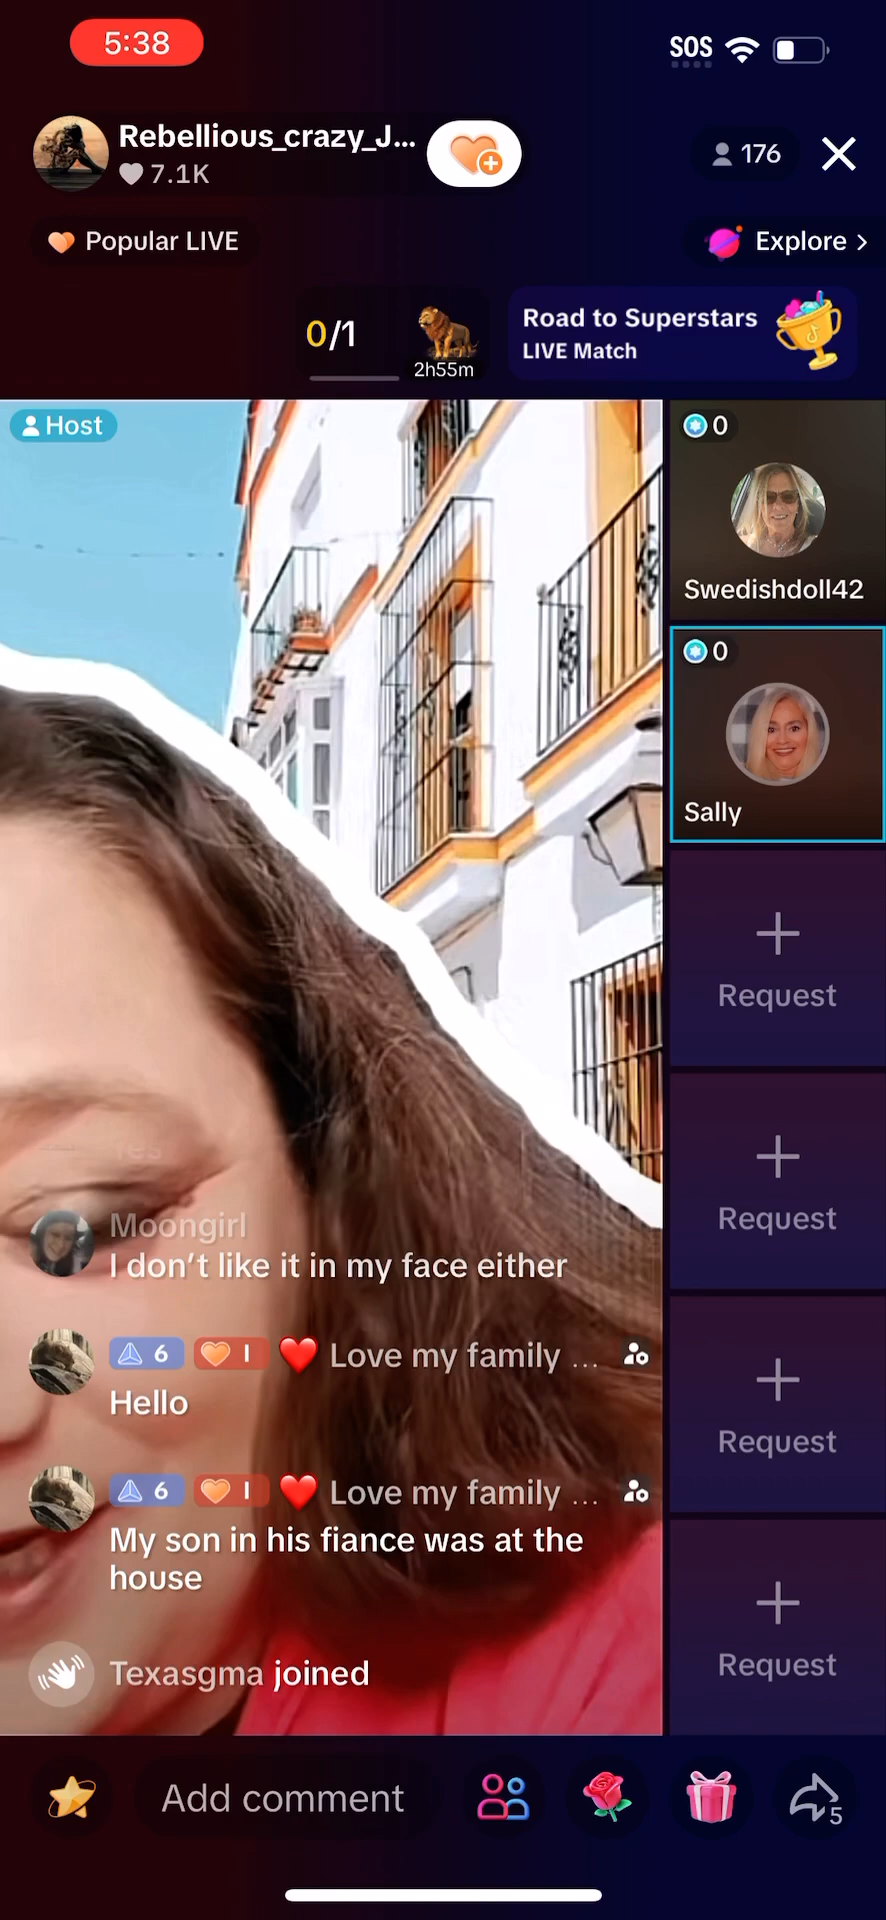 5:38
SOS
Rebellious_crazy_J...
7.1K
176
Popular LIVE
Explore >
0/1
2h55m
Road to Superstars
LIVE Match
Host
0
Swedishdoll42
0
Sally
Request
Request
Request
Request
Yes
Moongirl
I don't like it in my face either
6 I ❤️ Love my family ...
Hello
6 I ❤️ Love my family ...
My son in his fiance was at the
house
Texasgma joined
Add comment
5